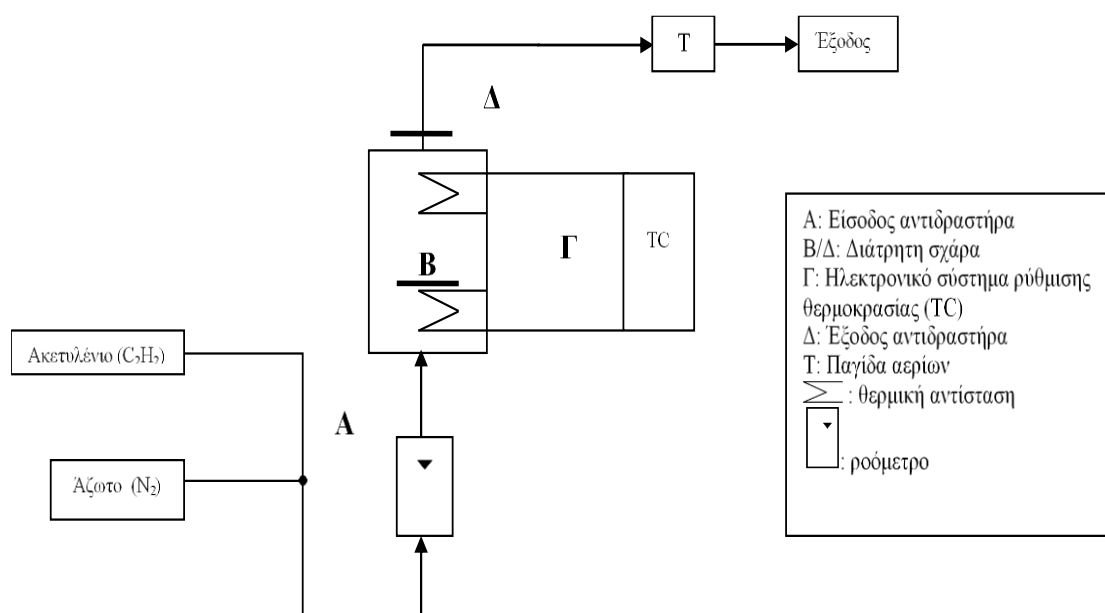 T
Έξοδος
Δ
B
Γ
TC
Ακετυλένιο (C₂H₂)
A
Άζωτο (N₂)
Α: Είσοδος αντιδραστήρα
Β/Δ: Διάτρητη σχάρα
Γ: Ηλεκτρονικό σύστημα ρύθμισης
θερμοκρασίας (TC)
Δ: Έξοδος αντιδραστήρα
Τ: Παγίδα αερίων
: θερμική αντίσταση
: ροόμετρο